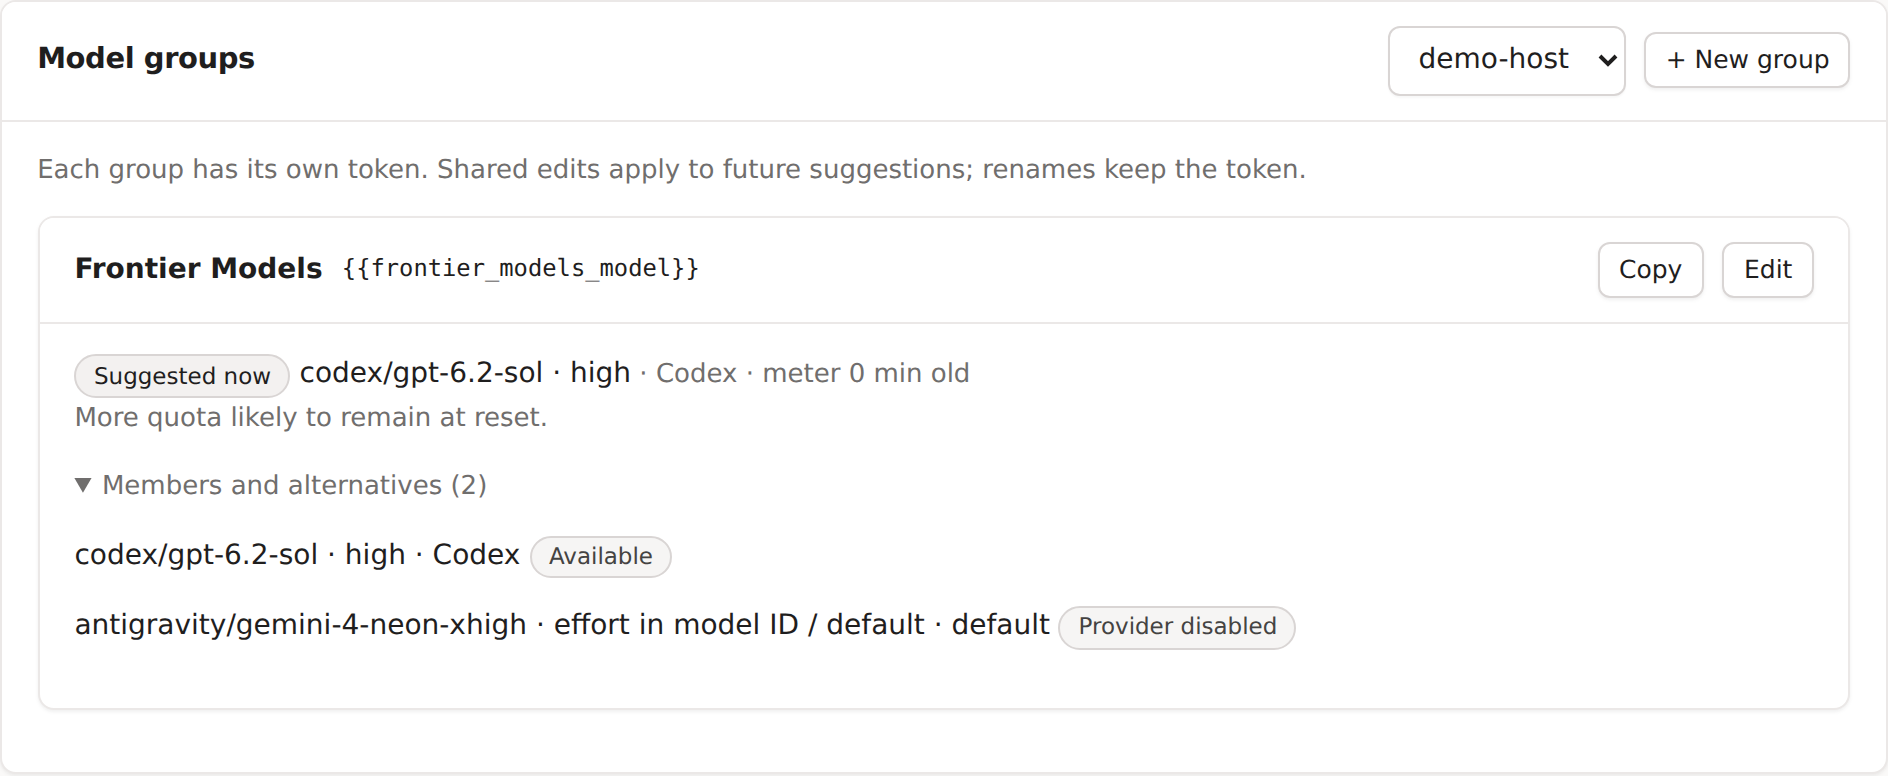 Model groups
demo-host
+ New group
Each group has its own token. Shared edits apply to future suggestions; renames keep the token.
Frontier Models {{frontier_models_model}}
Copy
Edit
Suggested now codex/gpt-6.2-sol · high · Codex · meter 0 min old
More quota likely to remain at reset.
▼ Members and alternatives (2)
codex/gpt-6.2-sol · high · Codex Available
antigravity/gemini-4-neon-xhigh · effort in model ID / default · default Provider disabled